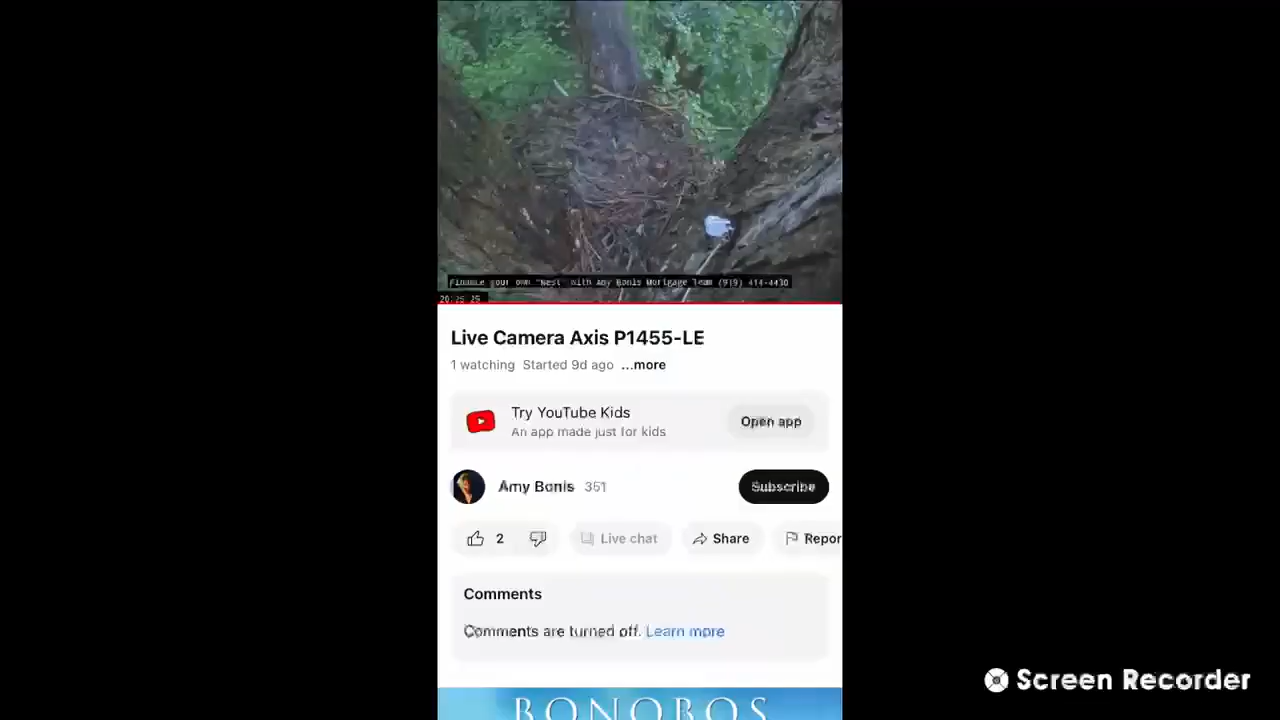 Finance your own "Nest" with Amy Bonis Mortgage Team (919) 414-4430
Live Camera Axis P1455-LE
1 watching Started 9d ago ...more
Try YouTube Kids
An app made just for kids
Open app
Amy Bonis 351
Subscribe
2 Live chat Share Repor
Comments
Comments are turned off. Learn more
BONOBOS
Screen Recorder